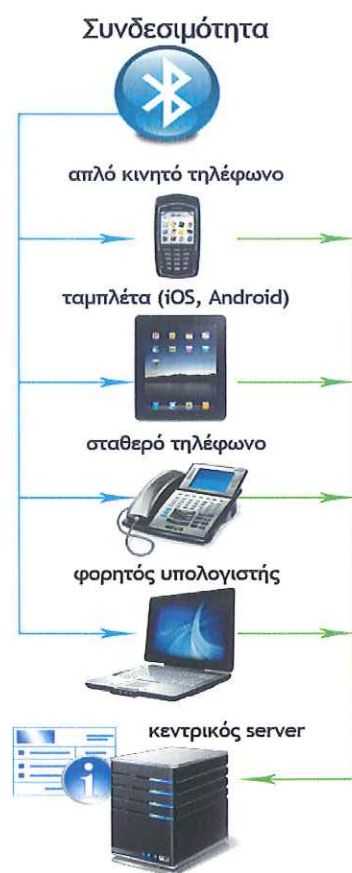 Συνδεσιμότητα
απλό κινητό τηλέφωνο
ταμπλέτα (iOS, Android)
σταθερό τηλέφωνο
φορητός υπολογιστής
κεντρικός server
i